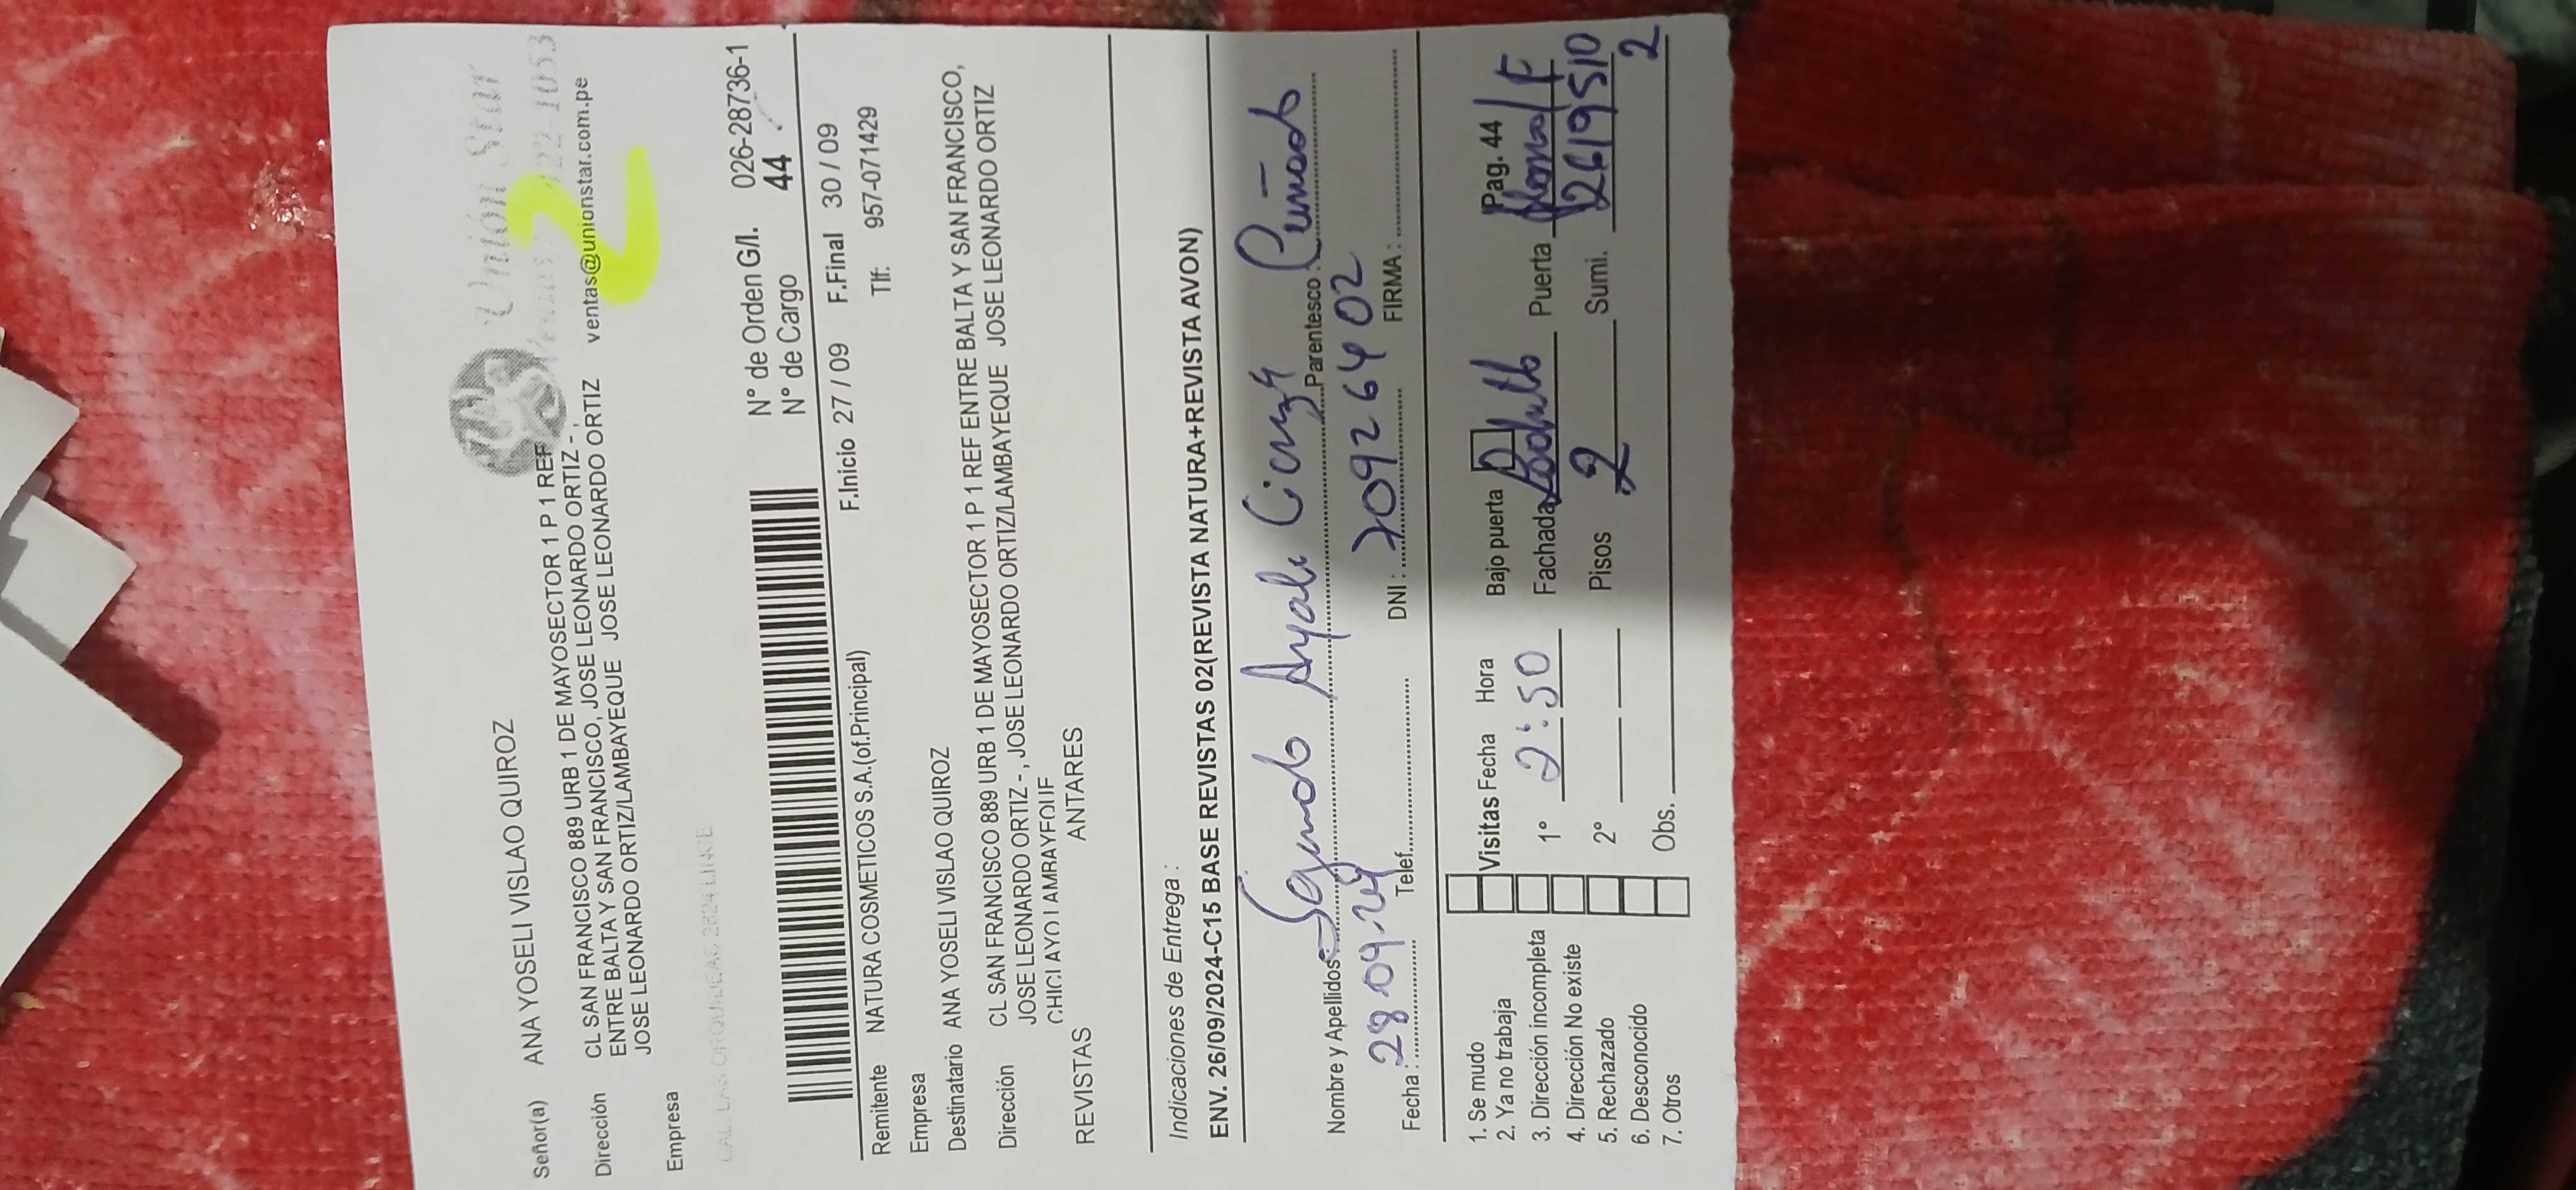 Unión Star
ventas@unionstar.com.pe
2
Señor(a) ANA YOSELI VISLAO QUIROZ
Dirección CL SAN FRANCISCO 889 URB 1 DE MAYOSECTOR 1 P 1 REF
ENTRE BALTA Y SAN FRANCISCO, JOSE LEONARDO ORTIZ - ,
JOSE LEONARDO ORTIZ/LAMBAYEQUE JOSE LEONARDO ORTIZ
Empresa
N° de Orden G/I. 026-28736-1
N° de Cargo 44
F.Inicio 27 / 09 F.Final 30 / 09
Remitente NATURA COSMETICOS S.A.(of.Principal) Tlf: 957-071429
Empresa
Destinatario ANA YOSELI VISLAO QUIROZ
Dirección CL SAN FRANCISCO 889 URB 1 DE MAYOSECTOR 1 P 1 REF ENTRE BALTA Y SAN FRANCISCO,
JOSE LEONARDO ORTIZ - , JOSE LEONARDO ORTIZ/LAMBAYEQUE JOSE LEONARDO ORTIZ
CHICLAYO LAMBAYEQUE
REVISTAS ANTARES
Indicaciones de Entrega :
ENV. 26/09/2024-C15 BASE REVISTAS 02(REVISTA NATURA+REVISTA AVON)
Nombre y Apellidos: Segundo Ayala Parentesco:
Fecha: 28-09-24 Telef. DNI : 70926402 FIRMA :
1. Se mudo
2. Ya no trabaja
3. Dirección incompleta
4. Dirección No existe
5. Rechazado
6. Desconocido
7. Otros
Visitas Fecha Hora Bajo puerta Pag. 44
1° 2:50 Fachada Puerta
2° Pisos 2 Sumi. 2619510
Obs. 2